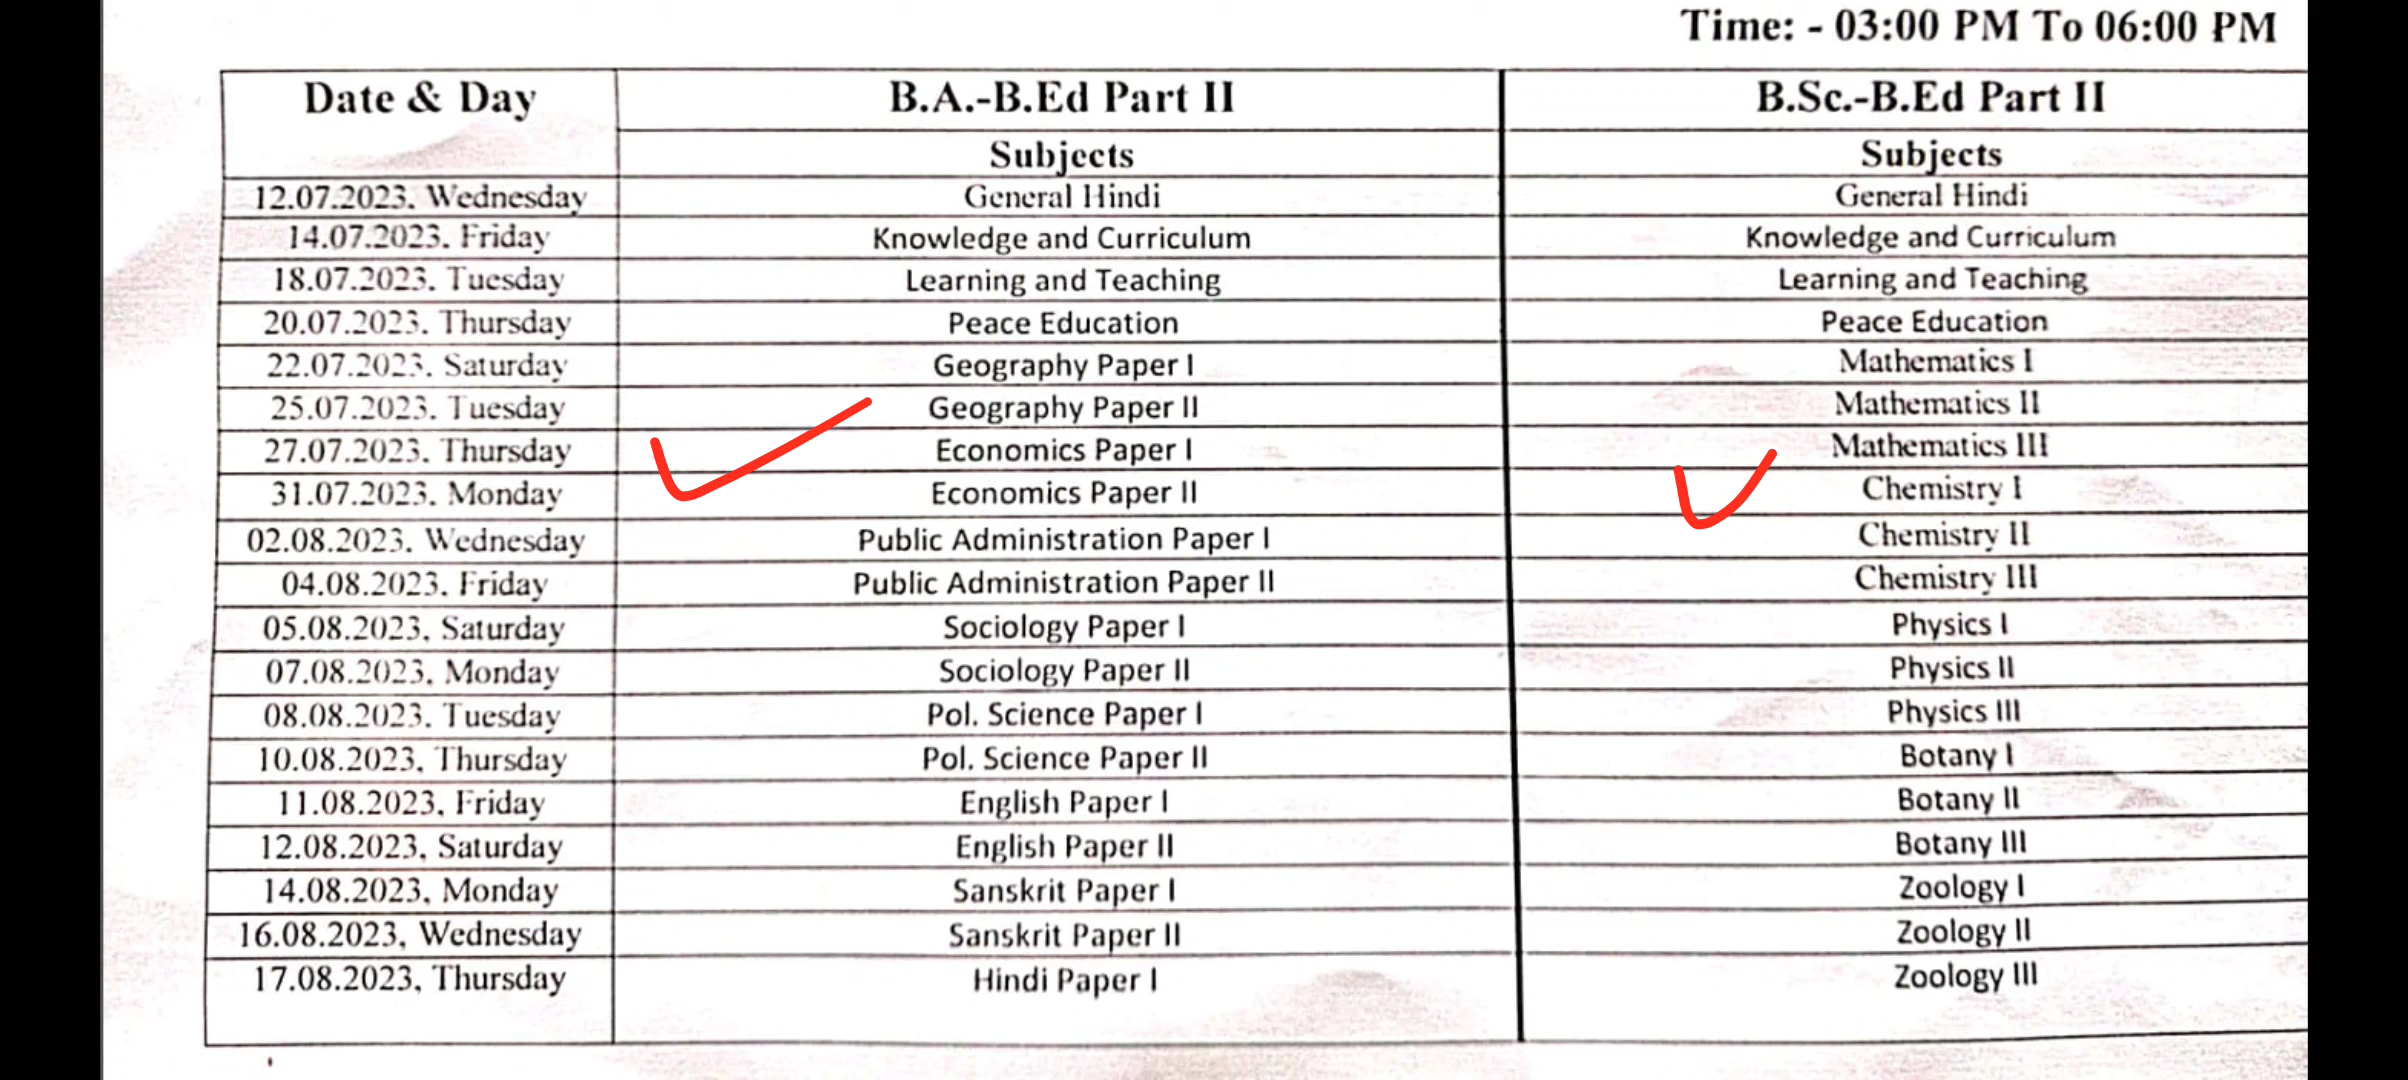 Time: - 03:00 PM To 06:00 PM
Date & Day B.A.-B.Ed Part II B.Sc.-B.Ed Part II
Subjects Subjects
12.07.2023. Wednesday General Hindi General Hindi
14.07.2023. Friday Knowledge and Curriculum Knowledge and Curriculum
18.07.2023. Tuesday Learning and Teaching Learning and Teaching
20.07.2023. Thursday Peace Education Peace Education
22.07.2023. Saturday Geography Paper I Mathematics I
25.07.2023. Tuesday Geography Paper II Mathematics II
27.07.2023. Thursday Economics Paper I Mathematics III
31.07.2023. Monday Economics Paper II Chemistry I
02.08.2023. Wednesday Public Administration Paper I Chemistry II
04.08.2023. Friday Public Administration Paper II Chemistry III
05.08.2023, Saturday Sociology Paper I Physics I
07.08.2023, Monday Sociology Paper II Physics II
08.08.2023. Tuesday Pol. Science Paper I Physics III
10.08.2023, Thursday Pol. Science Paper II Botany I
11.08.2023, Friday English Paper I Botany II
12.08.2023, Saturday English Paper II Botany III
14.08.2023, Monday Sanskrit Paper I Zoology I
16.08.2023, Wednesday Sanskrit Paper II Zoology II
17.08.2023, Thursday Hindi Paper I Zoology III